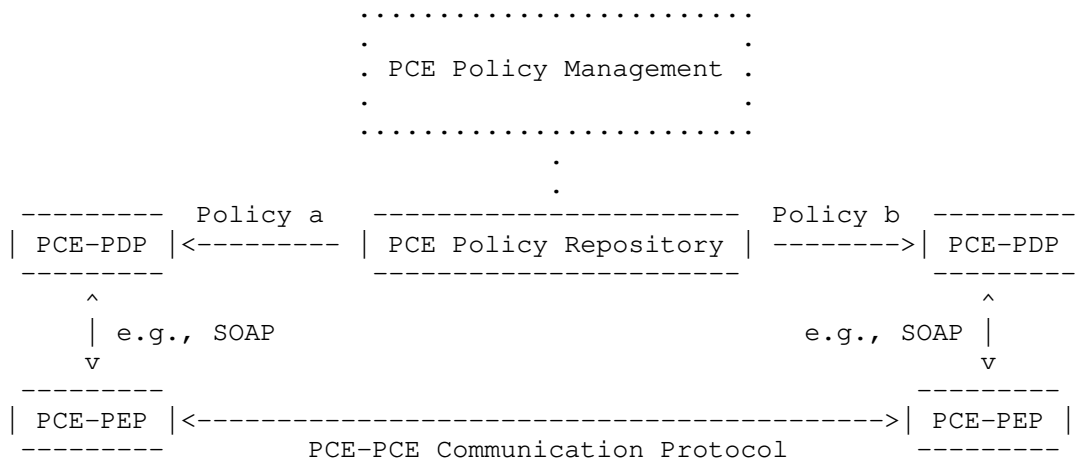 PCE Policy Management
Policy a Policy b
PCE-PDP PCE Policy Repository PCE-PDP
e.g., SOAP e.g., SOAP
PCE-PEP PCE-PEP
PCE-PCE Communication Protocol